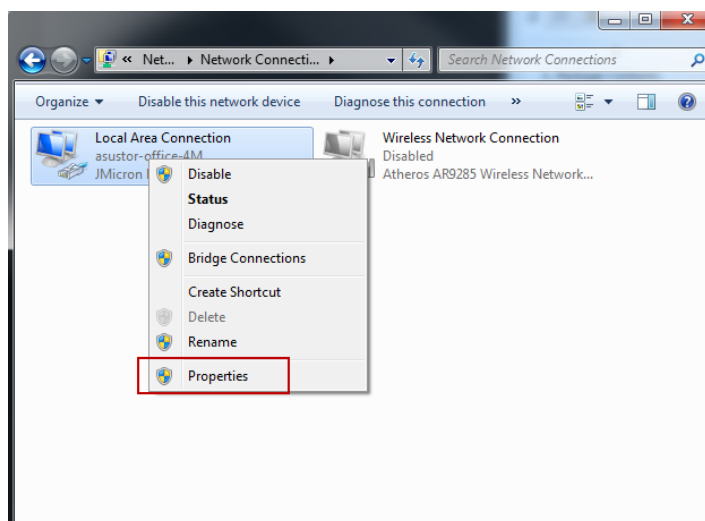 « Net... ▸ Network Connecti... ▸
Search Network Connections
Organize ▾ Disable this network device Diagnose this connection »
Local Area Connection
asustor-office-4M
JMicron
Wireless Network Connection
Disabled
Atheros AR9285 Wireless Network...
Disable
Status
Diagnose
Bridge Connections
Create Shortcut
Delete
Rename
Properties